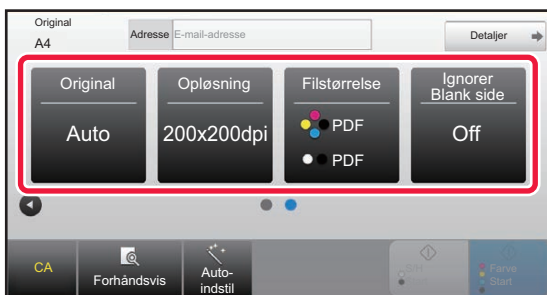 Original
A4
Adresse E-mail-adresse
Detaljer
Original
Auto
Opløsning
200x200dpi
Filstørrelse
PDF
PDF
Ignorer
Blank side
Off
CA
Forhåndsvis
Auto-
indstil
S/H
Start
Farve
Start